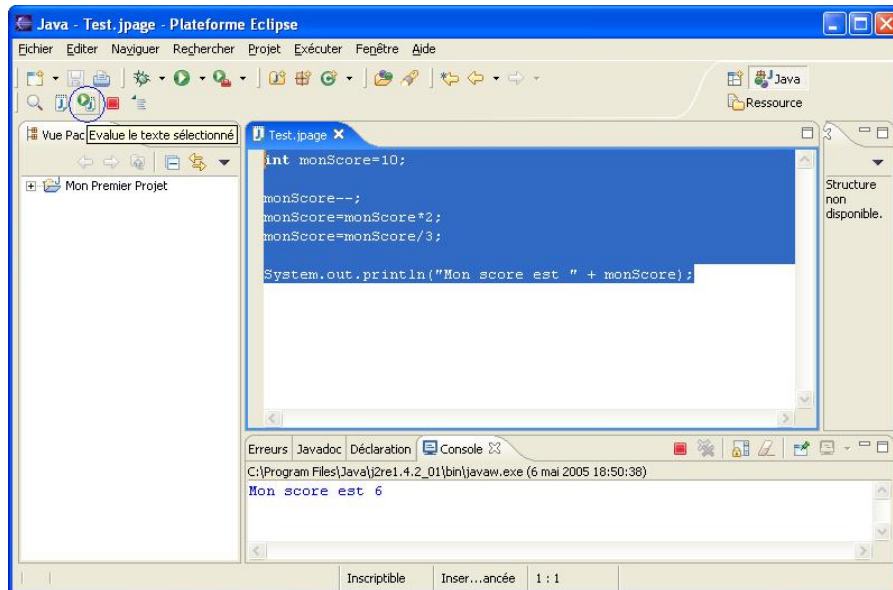 Java - Test.jpage - Plateforme Eclipse
Fichier Editer Naviguer Rechercher Projet Exécuter Fenêtre Aide
Java
Ressource
Vue Pac
Evalue le texte sélectionné
Test.jpage
Mon Premier Projet
int monScore=10;
monScore--;
monScore=monScore*2;
monScore=monScore/3;
System.out.println("Mon score est " + monScore);
Structure
non
disponible.
Erreurs Javadoc Déclaration Console
C:\Program Files\Java\j2re1.4.2_01\bin\javaw.exe (6 mai 2005 18:50:38)
Mon score est 6
Inscriptible Inser...ancée 1 : 1